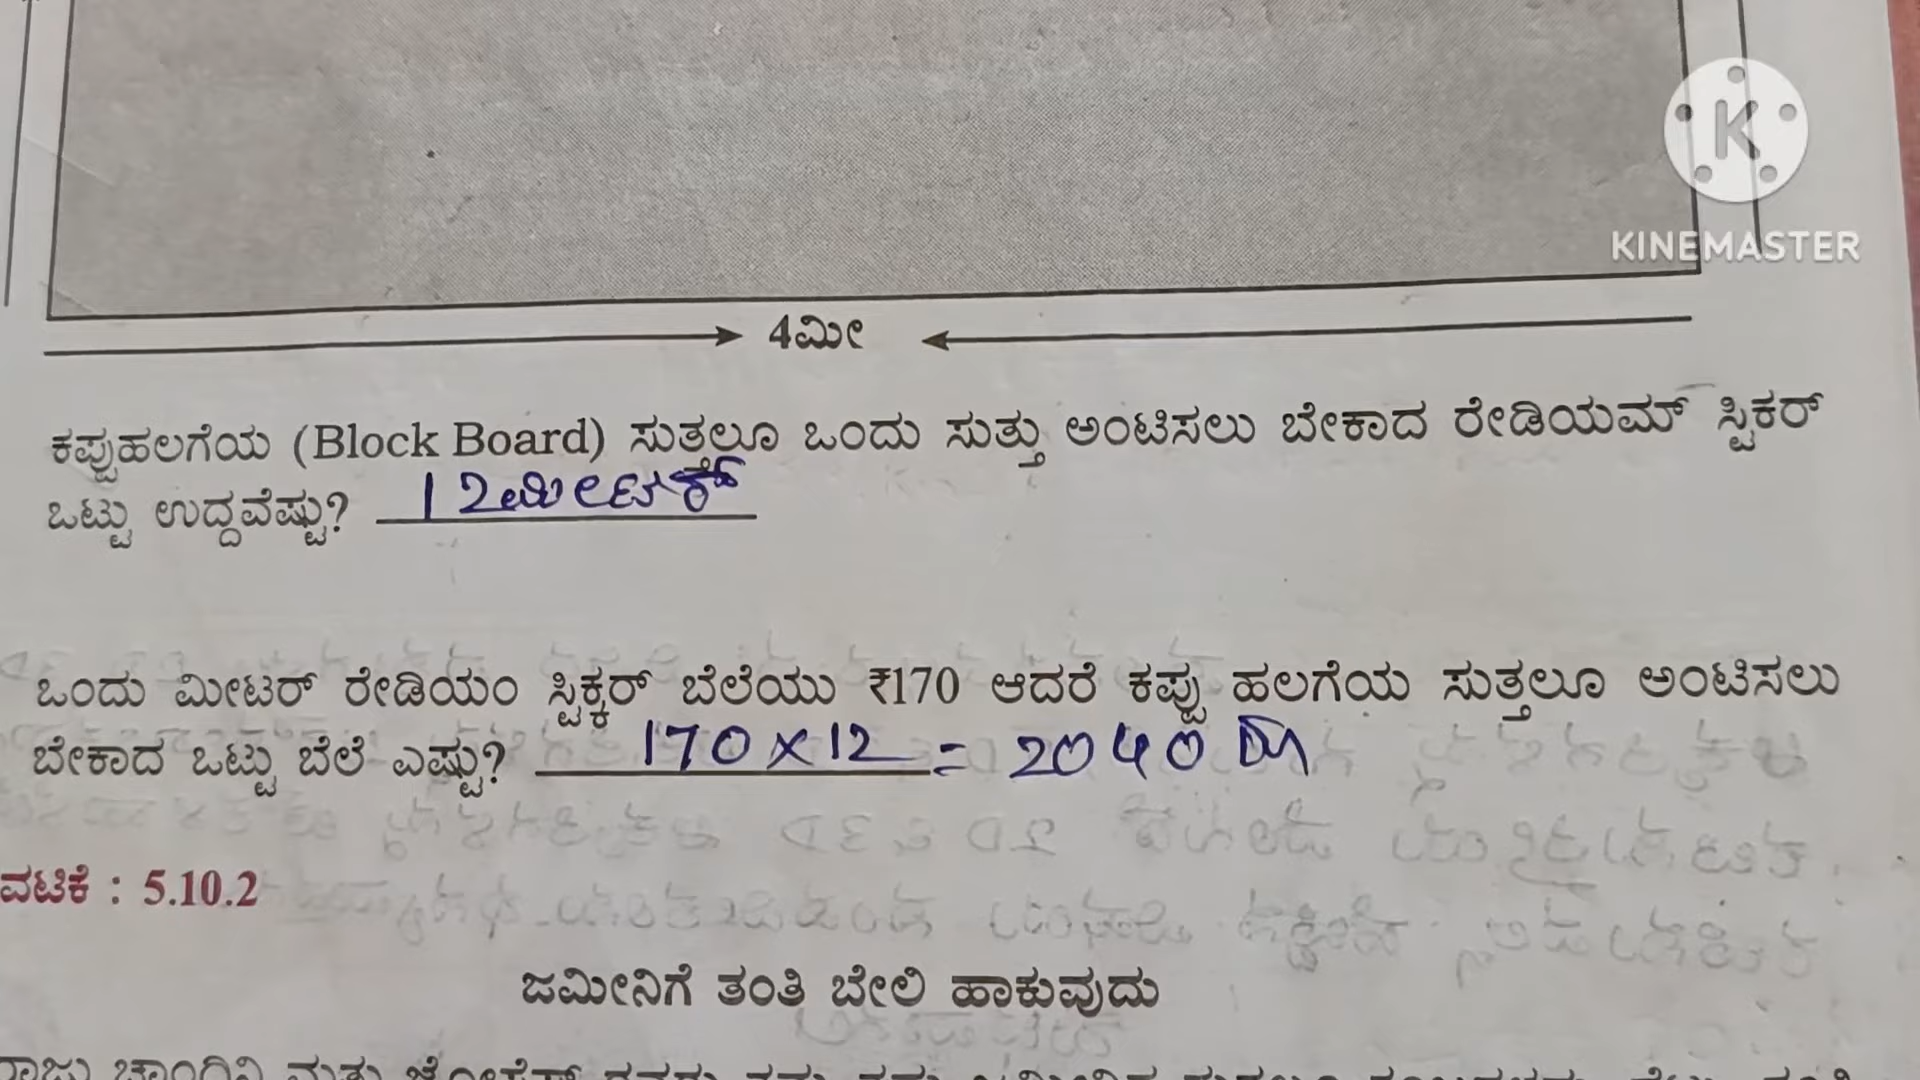 K
KINEMASTER
4ಮೀ
ಕಪ್ಪುಹಲಗೆಯ (Block Board) ಸುತ್ತಲೂ ಒಂದು ಸುತ್ತು ಅಂಟಿಸಲು ಬೇಕಾದ ರೇಡಿಯಮ್ ಸ್ಟಿಕರ್
ಒಟ್ಟು ಉದ್ದವೆಷ್ಟು? 12ಮೀಟರ್
ಒಂದು ಮೀಟರ್ ರೇಡಿಯಂ ಸ್ಟಿಕ್ಕರ್ ಬೆಲೆಯು ₹170 ಆದರೆ ಕಪ್ಪು ಹಲಗೆಯ ಸುತ್ತಲೂ ಅಂಟಿಸಲು
ಬೇಕಾದ ಒಟ್ಟು ಬೆಲೆ ಎಷ್ಟು? 170 × 12 = 2040
ವಟಿಕೆ : 5.10.2
ಜಮೀನಿಗೆ ತಂತಿ ಬೇಲಿ ಹಾಕುವುದು